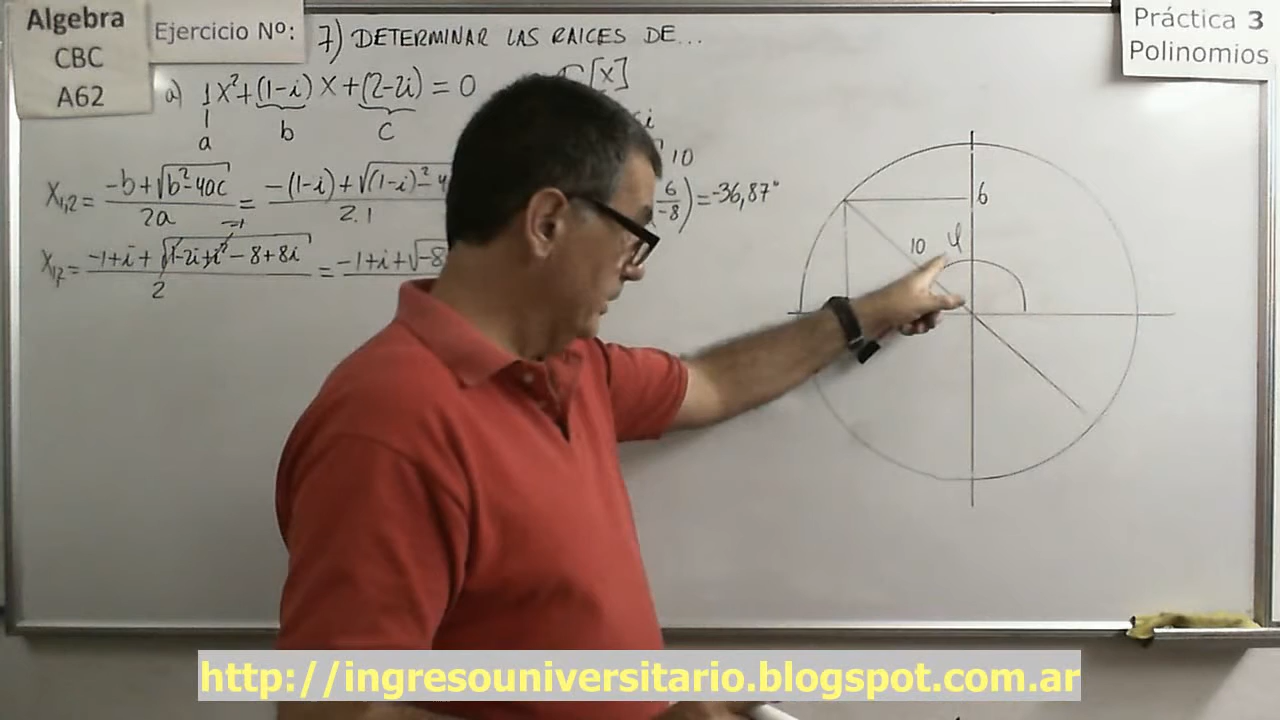 Algebra
CBC
A62
Ejercicio Nº:
7) DETERMINAR LAS RAICES DE...
Práctica 3
Polinomios
a) 1x²+(1-i)x+(2-2i)=0
[x]
a b c
i
10
X₁,₂ = -b+√b²-4ac / 2a = -(1-i)+√(1-i)²-4 / 2.1
(6/-8) = -36,87°
-1
X₁,₂ = -1+i+√1-2i+i²-8+8i / 2 = -1+i+√-8
6
10 φ
http://ingresouniversitario.blogspot.com.ar